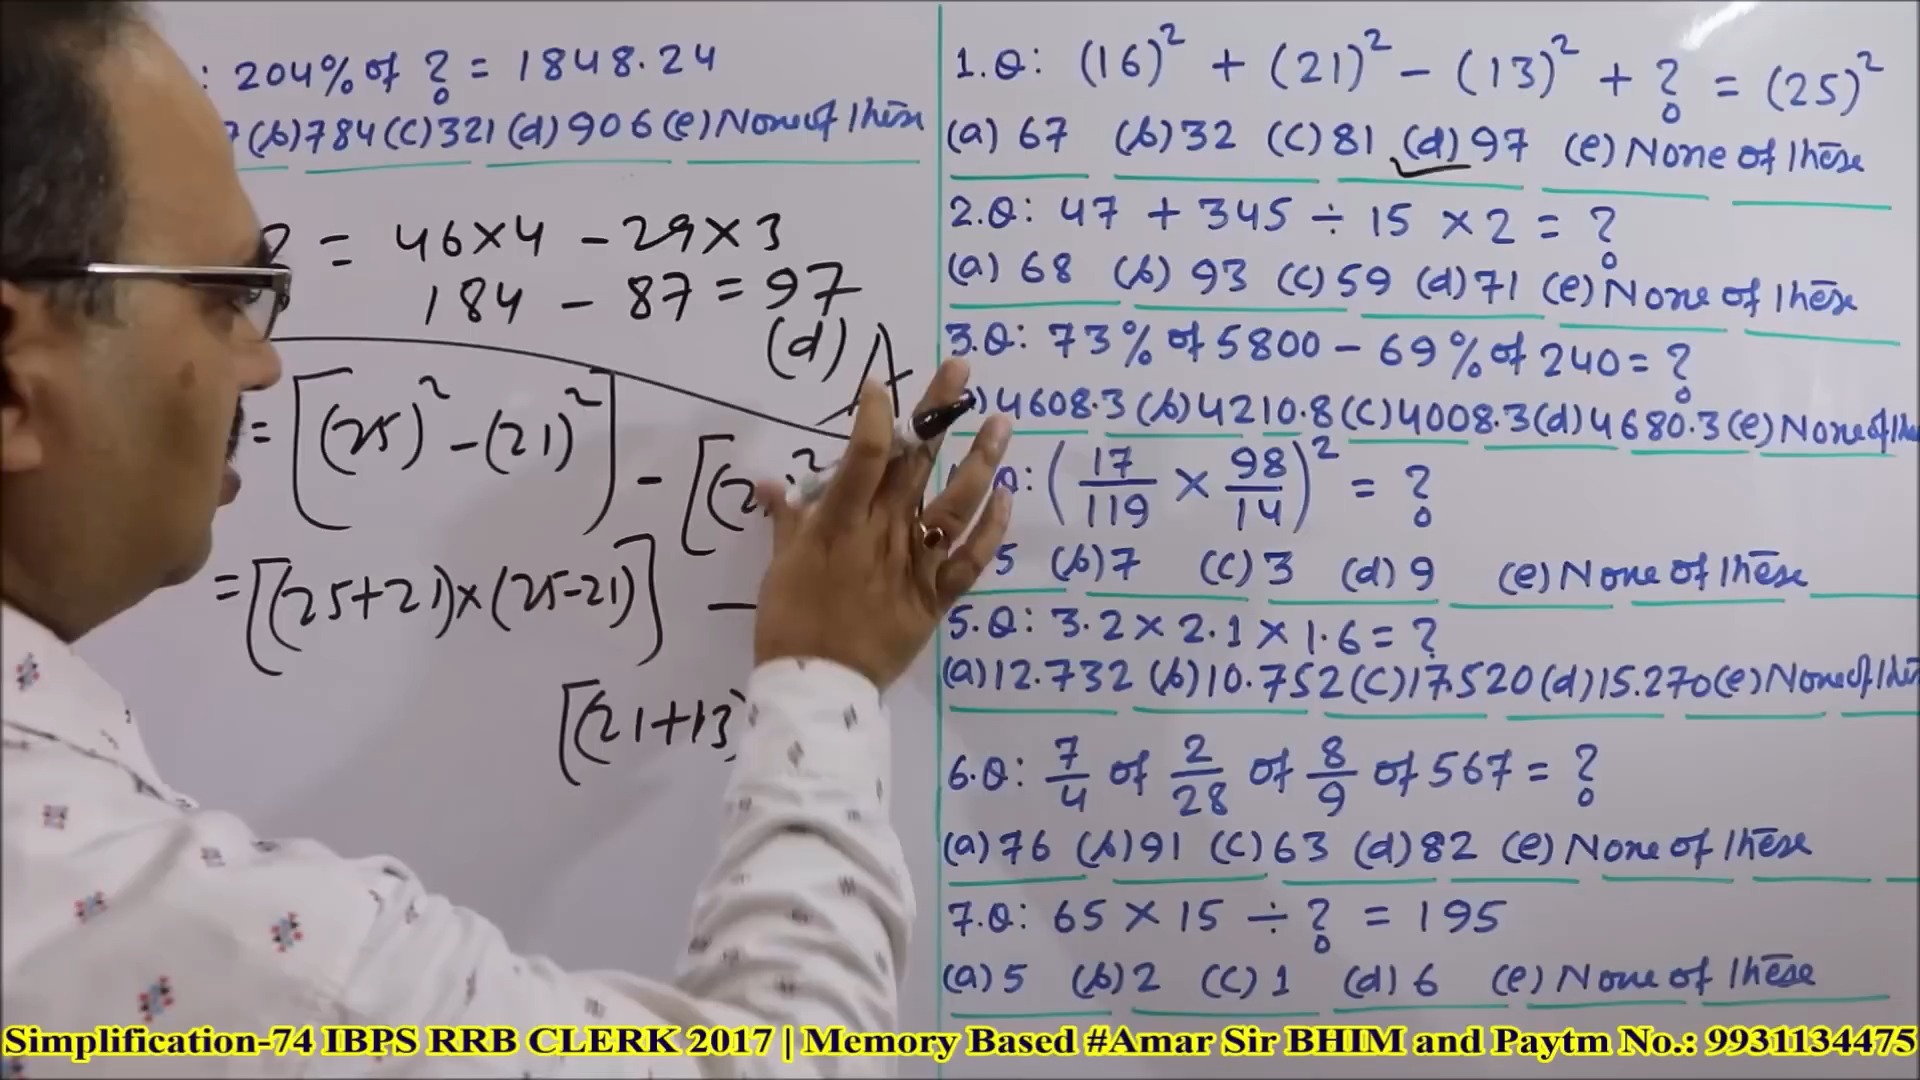 : 204% of ? = 1848.24
(b) 784 (c) 321 (d) 906 (e) None of these
? = 46×4 - 29×3
184 - 87 = 97
(d) A
= [(25)² - (21)²] - [(2
= [(25+21)×(25-21)] -
[(21+13)
1.Q: (16)² + (21)² - (13)² + ? = (25)²
(a) 67 (b) 32 (c) 81 (d) 97 (e) None of these
2.Q: 47 + 345 ÷ 15 × 2 = ?
(a) 68 (b) 93 (c) 59 (d) 71 (e) None of these
3.Q: 73% of 5800 - 69% of 240 = ?
) 4608.3 (b) 4210.8 (c) 4008.3 (d) 4680.3 (e) None of
Q: (17/119 × 98/14)² = ?
5 (b) 7 (c) 3 (d) 9 (e) None of these
5.Q: 3.2 × 2.1 × 1.6 = ?
(a) 12.732 (b) 10.752 (c) 17.520 (d) 15.270 (e) None of
6.Q: 7/4 of 2/28 of 8/9 of 567 = ?
(a) 76 (b) 91 (c) 63 (d) 82 (e) None of these
7.Q: 65 × 15 ÷ ? = 195
(a) 5 (b) 2 (c) 1 (d) 6 (e) None of these
Simplification-74 IBPS RRB CLERK 2017 | Memory Based #Amar Sir BHIM and Paytm No.: 9931134475